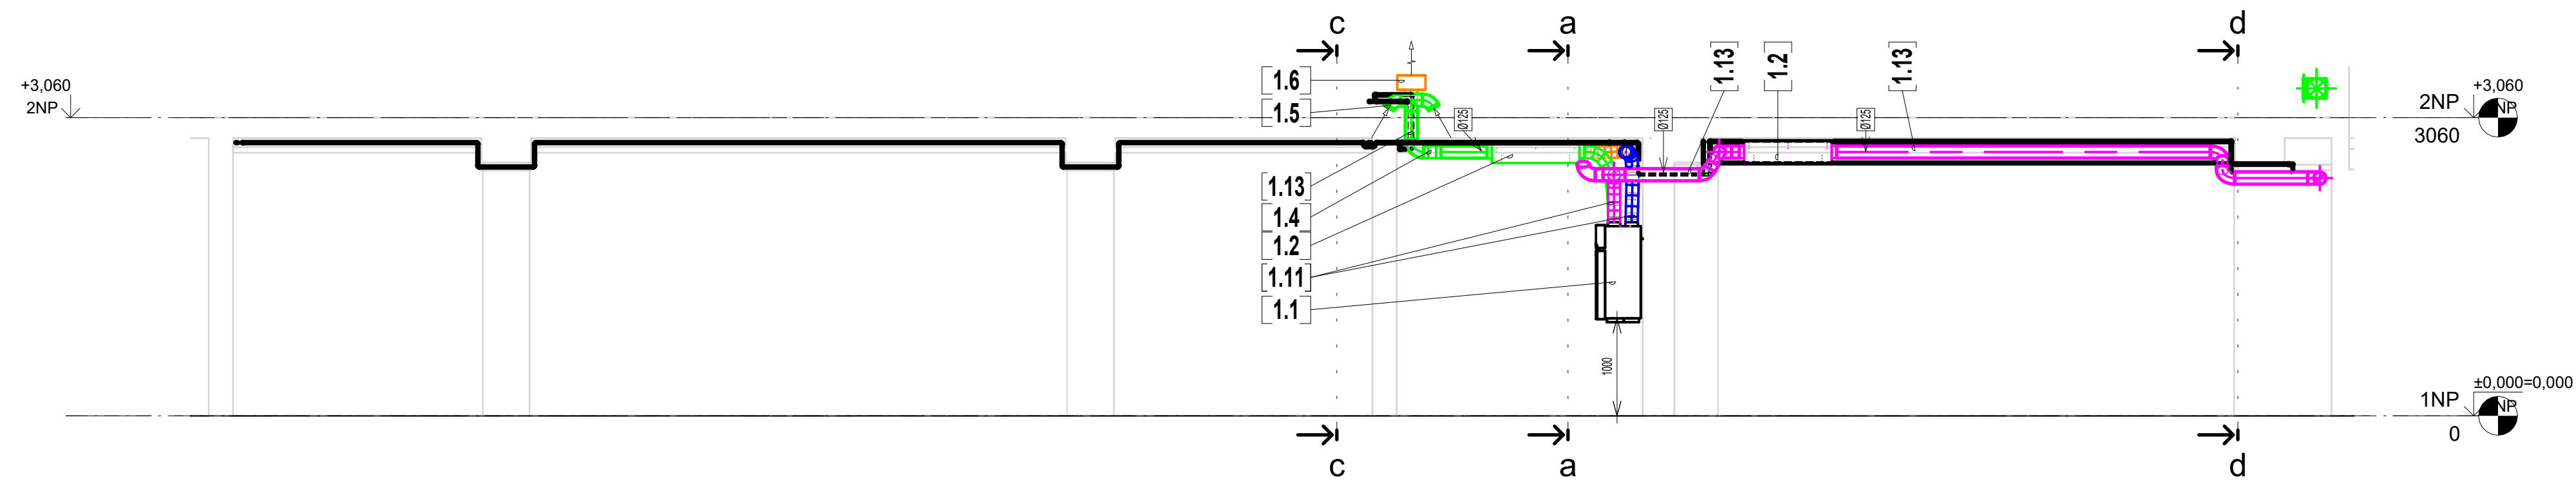 c
a
d
+3,060
2NP
1.6
1.5
1.13
1.2
1.13
Ø125
Ø125
Ø125
2NP
+3,060
NP
3060
1.13
1.4
1.2
1.11
1.1
1000
1NP
±0,000=0,000
NP
0
c
a
d